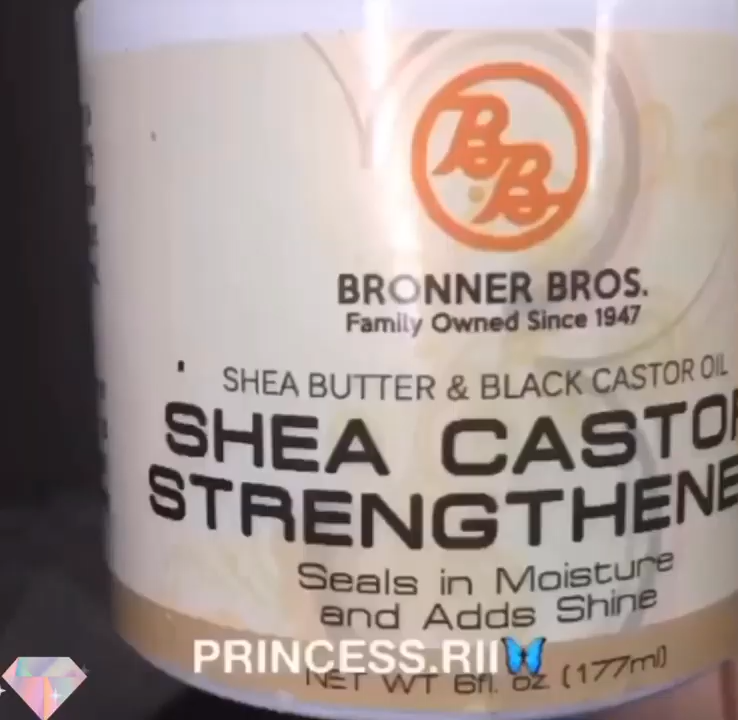 BB
BRONNER BROS.
Family Owned Since 1947
SHEA BUTTER & BLACK CASTOR OIL
SHEA CASTOR
STRENGTHENE
Seals in Moisture
and Adds Shine
PRINCESS.RII🦋
NET WT 6fl. oz (177ml)